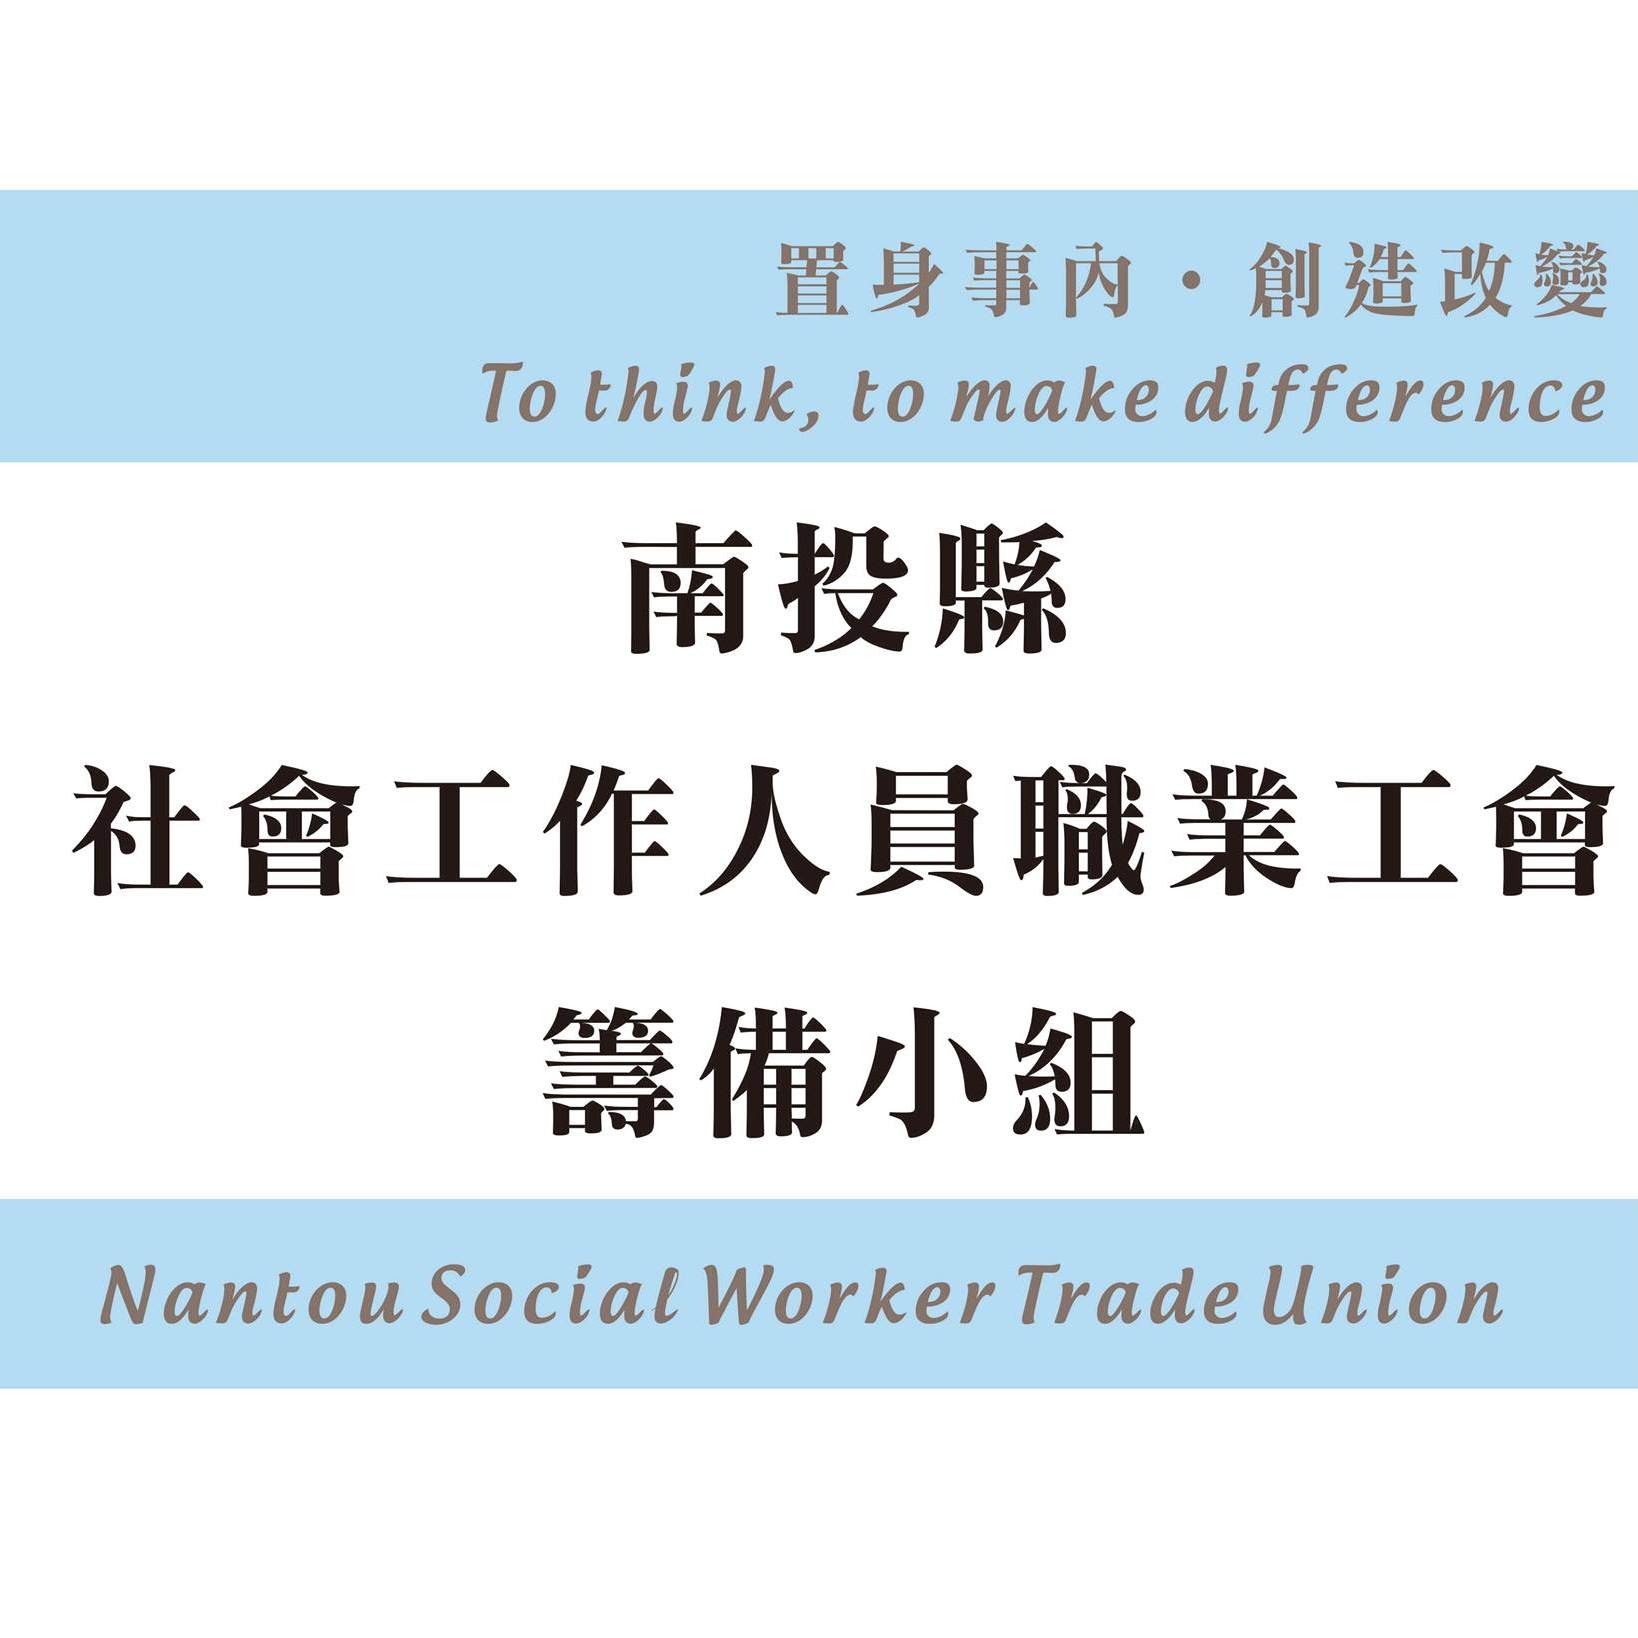 置身事內・創造改變
To think, to make difference
南投縣
社會工作人員職業工會
籌備小組
Nantou Social Worker Trade Union